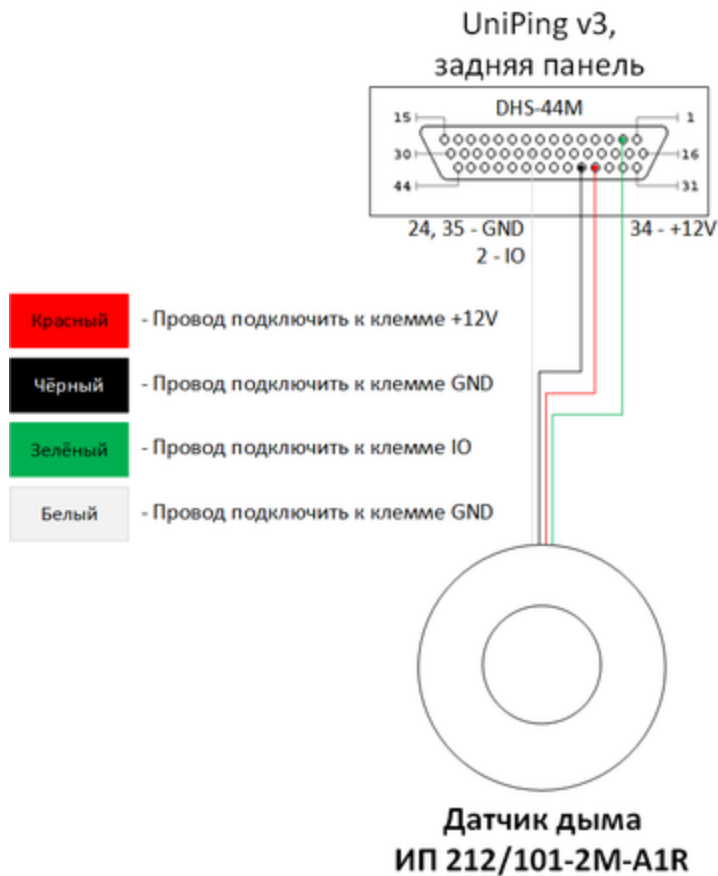 UniPing v3,
задняя панель
DHS-44M
15
1
30
16
44
31
24, 35 - GND
34 - +12V
2 - IO
Красный - Провод подключить к клемме +12V
Чёрный - Провод подключить к клемме GND
Зелёный - Провод подключить к клемме IO
Белый - Провод подключить к клемме GND
Датчик дыма
ИП 212/101-2М-A1R